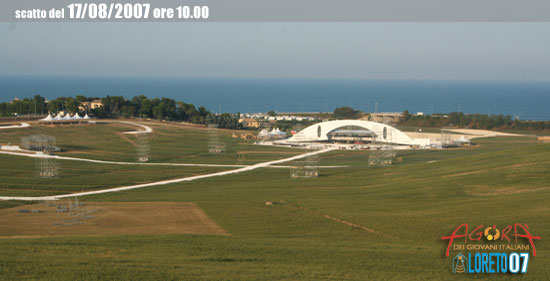 scatto del 17/08/2007 ore 10.00
AGORÀ
DEI GIOVANI ITALIANI
LORETO07